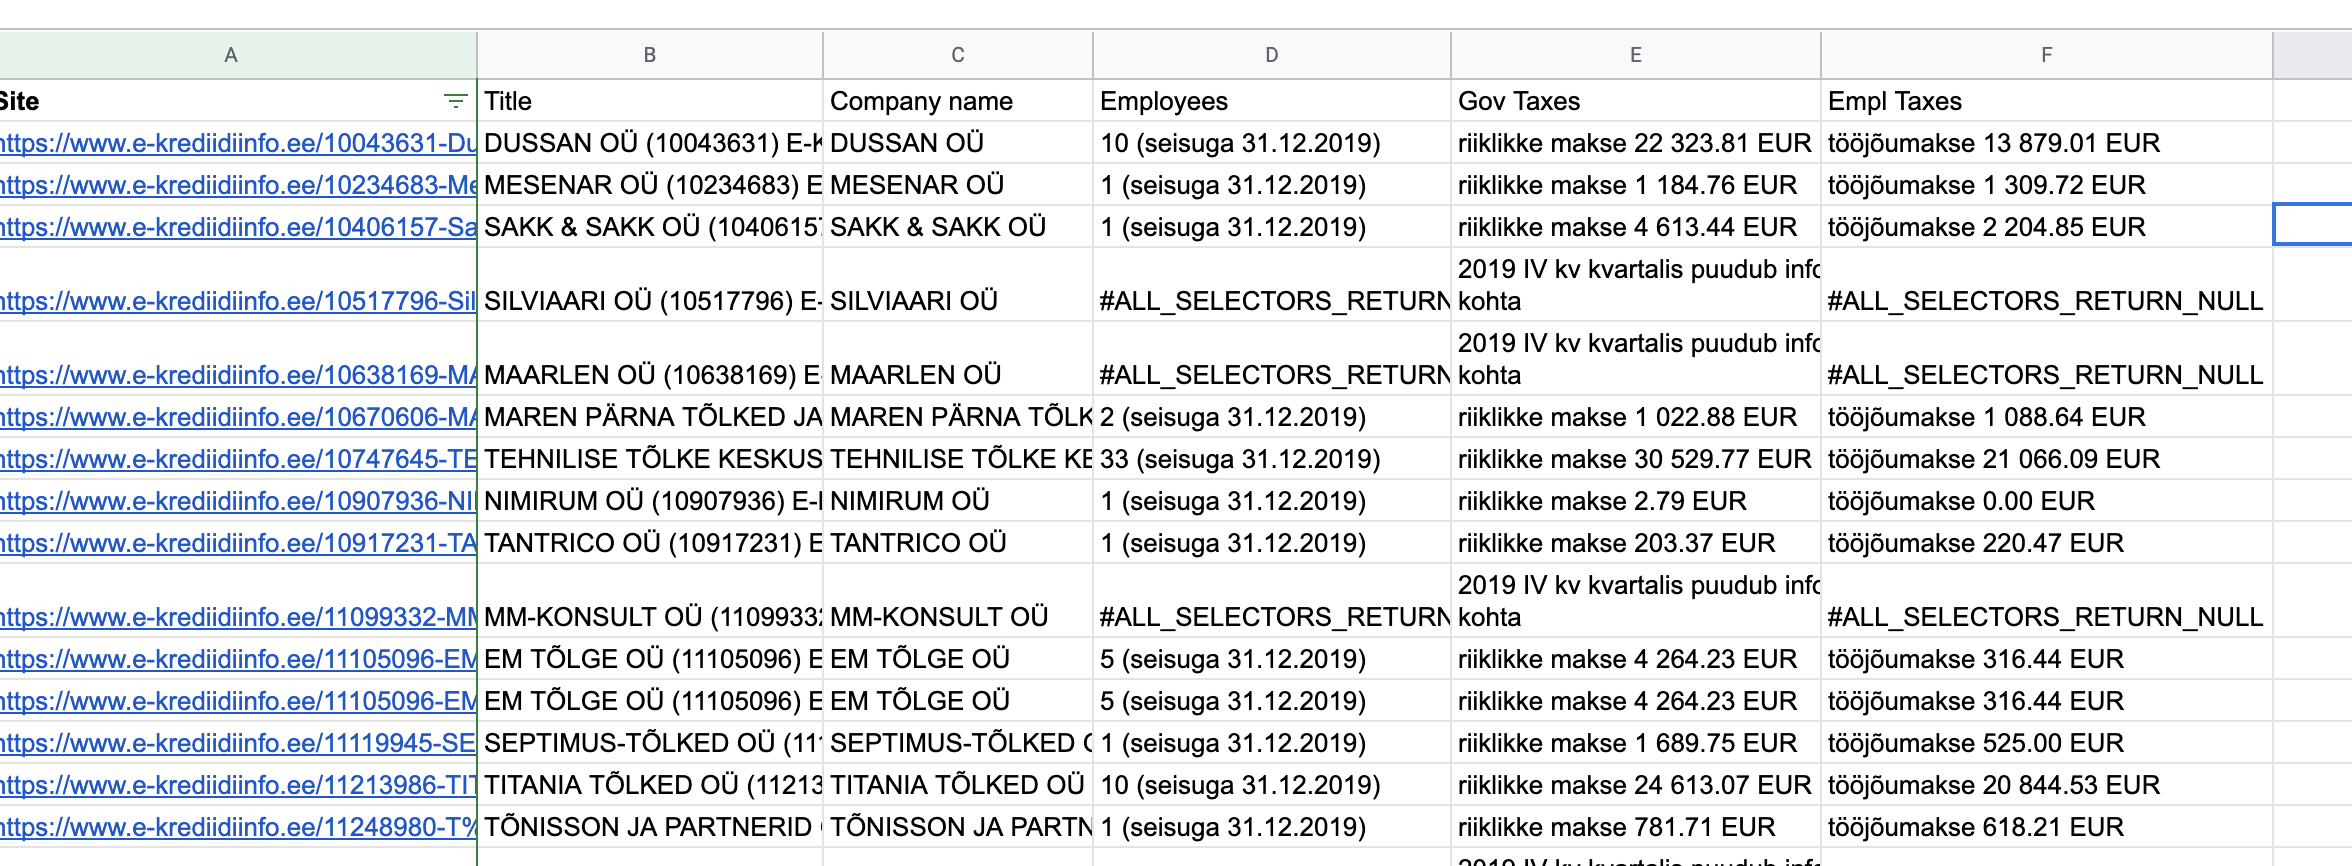 A B C D E F
Site Title Company name Employees Gov Taxes Empl Taxes
https://www.e-krediidiinfo.ee/10043631-Du DUSSAN OÜ (10043631) E-K DUSSAN OÜ 10 (seisuga 31.12.2019) riiklikke makse 22 323.81 EUR tööjõumakse 13 879.01 EUR
https://www.e-krediidiinfo.ee/10234683-Me MESENAR OÜ (10234683) E MESENAR OÜ 1 (seisuga 31.12.2019) riiklikke makse 1 184.76 EUR tööjõumakse 1 309.72 EUR
https://www.e-krediidiinfo.ee/10406157-Sa SAKK & SAKK OÜ (10406157 SAKK & SAKK OÜ 1 (seisuga 31.12.2019) riiklikke makse 4 613.44 EUR tööjõumakse 2 204.85 EUR
2019 IV kv kvartalis puudub info
https://www.e-krediidiinfo.ee/10517796-Sil SILVIAARI OÜ (10517796) E- SILVIAARI OÜ #ALL_SELECTORS_RETURN kohta #ALL_SELECTORS_RETURN_NULL
2019 IV kv kvartalis puudub info
https://www.e-krediidiinfo.ee/10638169-MA MAARLEN OÜ (10638169) E- MAARLEN OÜ #ALL_SELECTORS_RETURN kohta #ALL_SELECTORS_RETURN_NULL
https://www.e-krediidiinfo.ee/10670606-MA MAREN PÄRNA TÕLKED JA MAREN PÄRNA TÕLK 2 (seisuga 31.12.2019) riiklikke makse 1 022.88 EUR tööjõumakse 1 088.64 EUR
https://www.e-krediidiinfo.ee/10747645-TE TEHNILISE TÕLKE KESKUS TEHNILISE TÕLKE KE 33 (seisuga 31.12.2019) riiklikke makse 30 529.77 EUR tööjõumakse 21 066.09 EUR
https://www.e-krediidiinfo.ee/10907936-NI NIMIRUM OÜ (10907936) E- NIMIRUM OÜ 1 (seisuga 31.12.2019) riiklikke makse 2.79 EUR tööjõumakse 0.00 EUR
https://www.e-krediidiinfo.ee/10917231-TA TANTRICO OÜ (10917231) E TANTRICO OÜ 1 (seisuga 31.12.2019) riiklikke makse 203.37 EUR tööjõumakse 220.47 EUR
2019 IV kv kvartalis puudub info
https://www.e-krediidiinfo.ee/11099332-MM MM-KONSULT OÜ (11099332 MM-KONSULT OÜ #ALL_SELECTORS_RETURN kohta #ALL_SELECTORS_RETURN_NULL
https://www.e-krediidiinfo.ee/11105096-EM EM TÕLGE OÜ (11105096) E EM TÕLGE OÜ 5 (seisuga 31.12.2019) riiklikke makse 4 264.23 EUR tööjõumakse 316.44 EUR
https://www.e-krediidiinfo.ee/11105096-EM EM TÕLGE OÜ (11105096) E EM TÕLGE OÜ 5 (seisuga 31.12.2019) riiklikke makse 4 264.23 EUR tööjõumakse 316.44 EUR
https://www.e-krediidiinfo.ee/11119945-SE SEPTIMUS-TÕLKED OÜ (111 SEPTIMUS-TÕLKED 1 (seisuga 31.12.2019) riiklikke makse 1 689.75 EUR tööjõumakse 525.00 EUR
https://www.e-krediidiinfo.ee/11213986-TIT TITANIA TÕLKED OÜ (11213 TITANIA TÕLKED OÜ 10 (seisuga 31.12.2019) riiklikke makse 24 613.07 EUR tööjõumakse 20 844.53 EUR
https://www.e-krediidiinfo.ee/11248980-T% TÕNISSON JA PARTNERID TÕNISSON JA PARTN 1 (seisuga 31.12.2019) riiklikke makse 781.71 EUR tööjõumakse 618.21 EUR